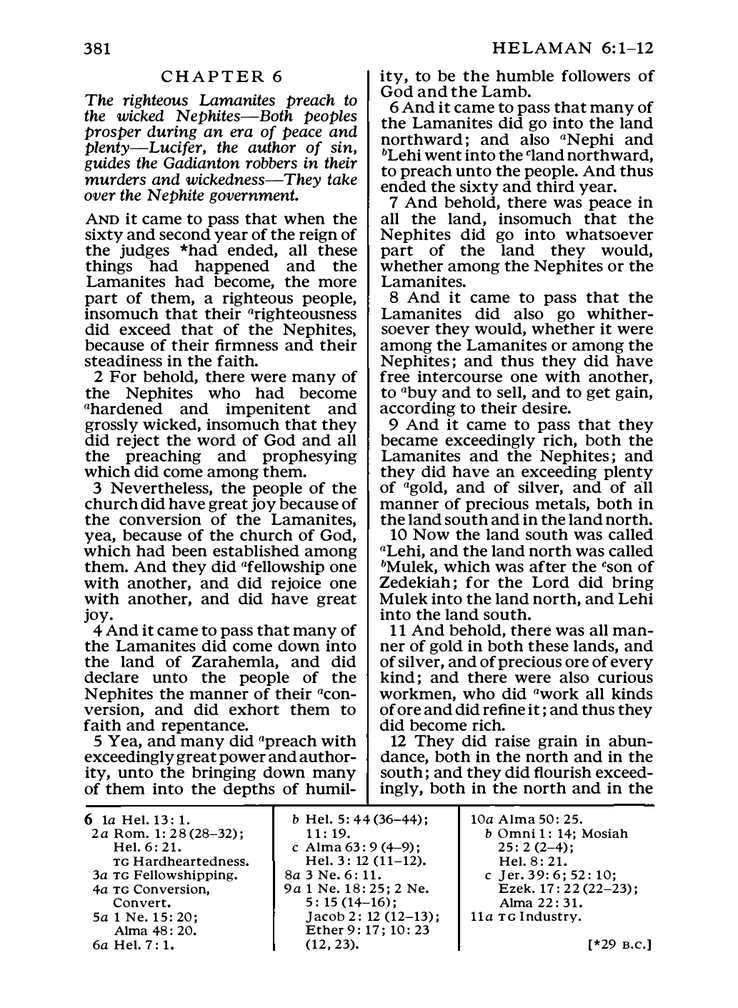 381
HELAMAN 6:1–12
CHAPTER 6
The righteous Lamanites preach to
the wicked Nephites—Both peoples
prosper during an era of peace and
plenty—Lucifer, the author of sin,
guides the Gadianton robbers in their
murders and wickedness—They take
over the Nephite government.
AND it came to pass that when the
sixty and second year of the reign of
the judges *had ended, all these
things had happened and the
Lamanites had become, the more
part of them, a righteous people,
insomuch that their arighteousness
did exceed that of the Nephites,
because of their firmness and their
steadiness in the faith.
2 For behold, there were many of
the Nephites who had become
ahardened and impenitent and
grossly wicked, insomuch that they
did reject the word of God and all
the preaching and prophesying
which did come among them.
3 Nevertheless, the people of the
church did have great joy because of
the conversion of the Lamanites,
yea, because of the church of God,
which had been established among
them. And they did afellowship one
with another, and did rejoice one
with another, and did have great
joy.
4 And it came to pass that many of
the Lamanites did come down into
the land of Zarahemla, and did
declare unto the people of the
Nephites the manner of their acon-
version, and did exhort them to
faith and repentance.
5 Yea, and many did apreach with
exceedingly great power and author-
ity, unto the bringing down many
of them into the depths of humil-
ity, to be the humble followers of
God and the Lamb.
6 And it came to pass that many of
the Lamanites did go into the land
northward; and also aNephi and
bLehi went into the cland northward,
to preach unto the people. And thus
ended the sixty and third year.
7 And behold, there was peace in
all the land, insomuch that the
Nephites did go into whatsoever
part of the land they would,
whether among the Nephites or the
Lamanites.
8 And it came to pass that the
Lamanites did also go whither-
soever they would, whether it were
among the Lamanites or among the
Nephites; and thus they did have
free intercourse one with another,
to abuy and to sell, and to get gain,
according to their desire.
9 And it came to pass that they
became exceedingly rich, both the
Lamanites and the Nephites; and
they did have an exceeding plenty
of agold, and of silver, and of all
manner of precious metals, both in
the land south and in the land north.
10 Now the land south was called
aLehi, and the land north was called
bMulek, which was after the cson of
Zedekiah; for the Lord did bring
Mulek into the land north, and Lehi
into the land south.
11 And behold, there was all man-
ner of gold in both these lands, and
of silver, and of precious ore of every
kind; and there were also curious
workmen, who did awork all kinds
of ore and did refine it; and thus they
did become rich.
12 They did raise grain in abun-
dance, both in the north and in the
south; and they did flourish exceed-
ingly, both in the north and in the
6 1a Hel. 13: 1.
2a Rom. 1: 28 (28–32);
Hel. 6: 21.
TG Hardheartedness.
3a TG Fellowshipping.
4a TG Conversion,
Convert.
5a 1 Ne. 15: 20;
Alma 48: 20.
6a Hel. 7: 1.
b Hel. 5: 44 (36–44);
11: 19.
c Alma 63: 9 (4–9);
Hel. 3: 12 (11–12).
8a 3 Ne. 6: 11.
9a 1 Ne. 18: 25; 2 Ne.
5: 15 (14–16);
Jacob 2: 12 (12–13);
Ether 9: 17; 10: 23
(12, 23).
10a Alma 50: 25.
b Omni 1: 14; Mosiah
25: 2 (2–4);
Hel. 8: 21.
c Jer. 39: 6; 52: 10;
Ezek. 17: 22 (22–23);
Alma 22: 31.
11a TG Industry.
[*29 B.C.]